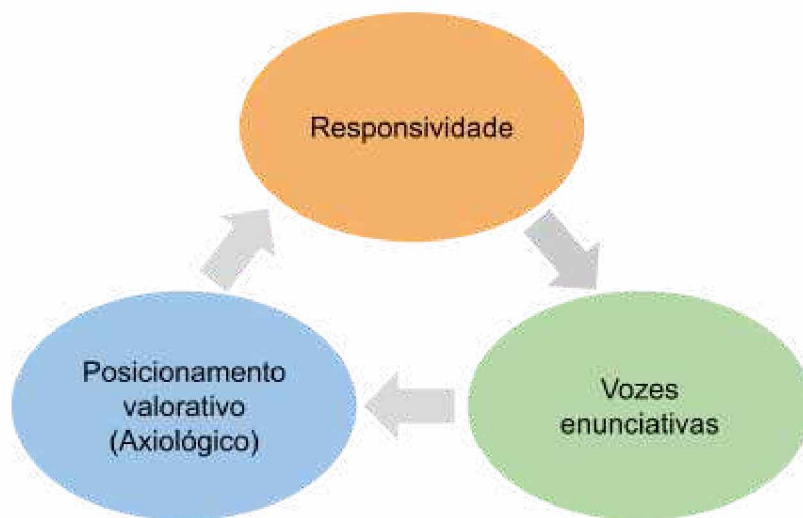 Responsividade
Posicionamento
valorativo
(Axiológico)
Vozes
enunciativas